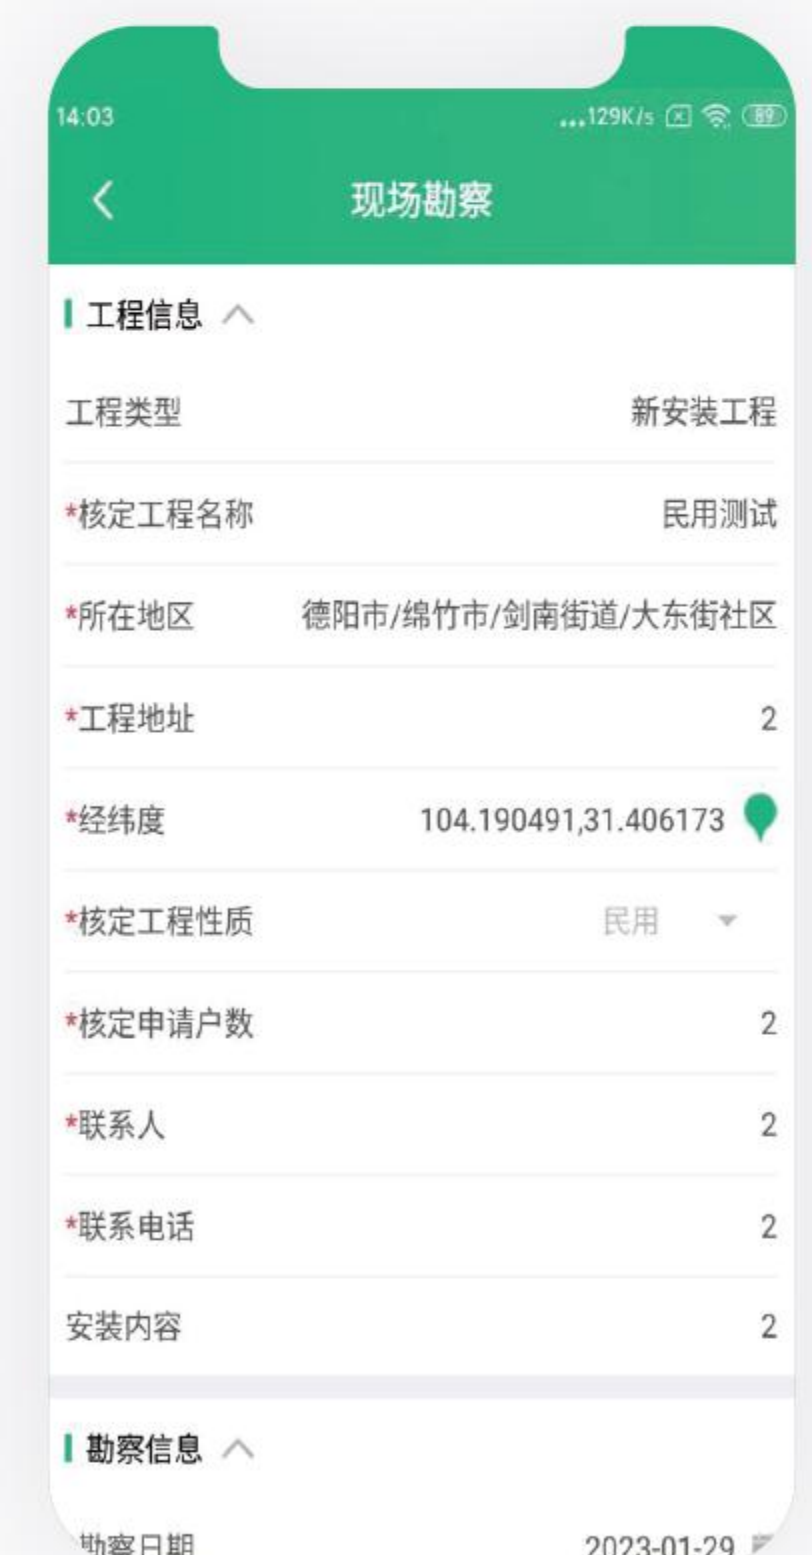 14:03 ...129K/s 89
现场勘察
工程信息
工程类型 新安装工程
*核定工程名称 民用测试
*所在地区 德阳市/绵竹市/剑南街道/大东街社区
*工程地址 2
*经纬度 104.190491,31.406173
*核定工程性质 民用
*核定申请户数 2
*联系人 2
*联系电话 2
安装内容 2
勘察信息
勘察日期 2023-01-29